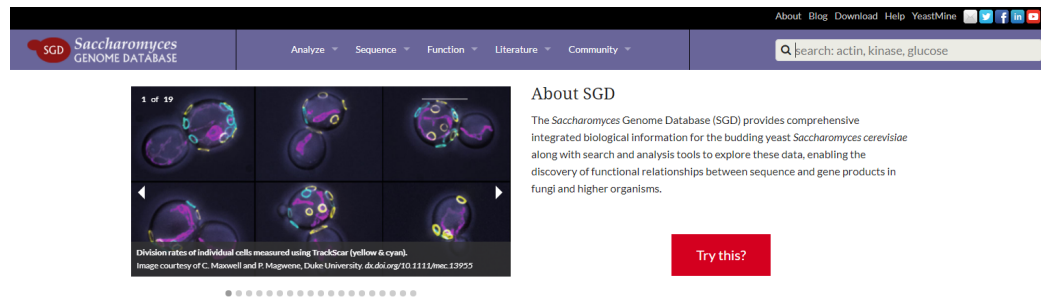 About Blog Download Help YeastMine
SGD Saccharomyces
GENOME DATABASE
Analyze Sequence Function Literature Community
search: actin, kinase, glucose
1 of 19
Division rates of individual cells measured using TrackScar (yellow & cyan).
Image courtesy of C. Maxwell and P. Magwene, Duke University. dx.doi.org/10.1111/mec.13955
About SGD
The Saccharomyces Genome Database (SGD) provides comprehensive
integrated biological information for the budding yeast Saccharomyces cerevisiae
along with search and analysis tools to explore these data, enabling the
discovery of functional relationships between sequence and gene products in
fungi and higher organisms.
Try this?